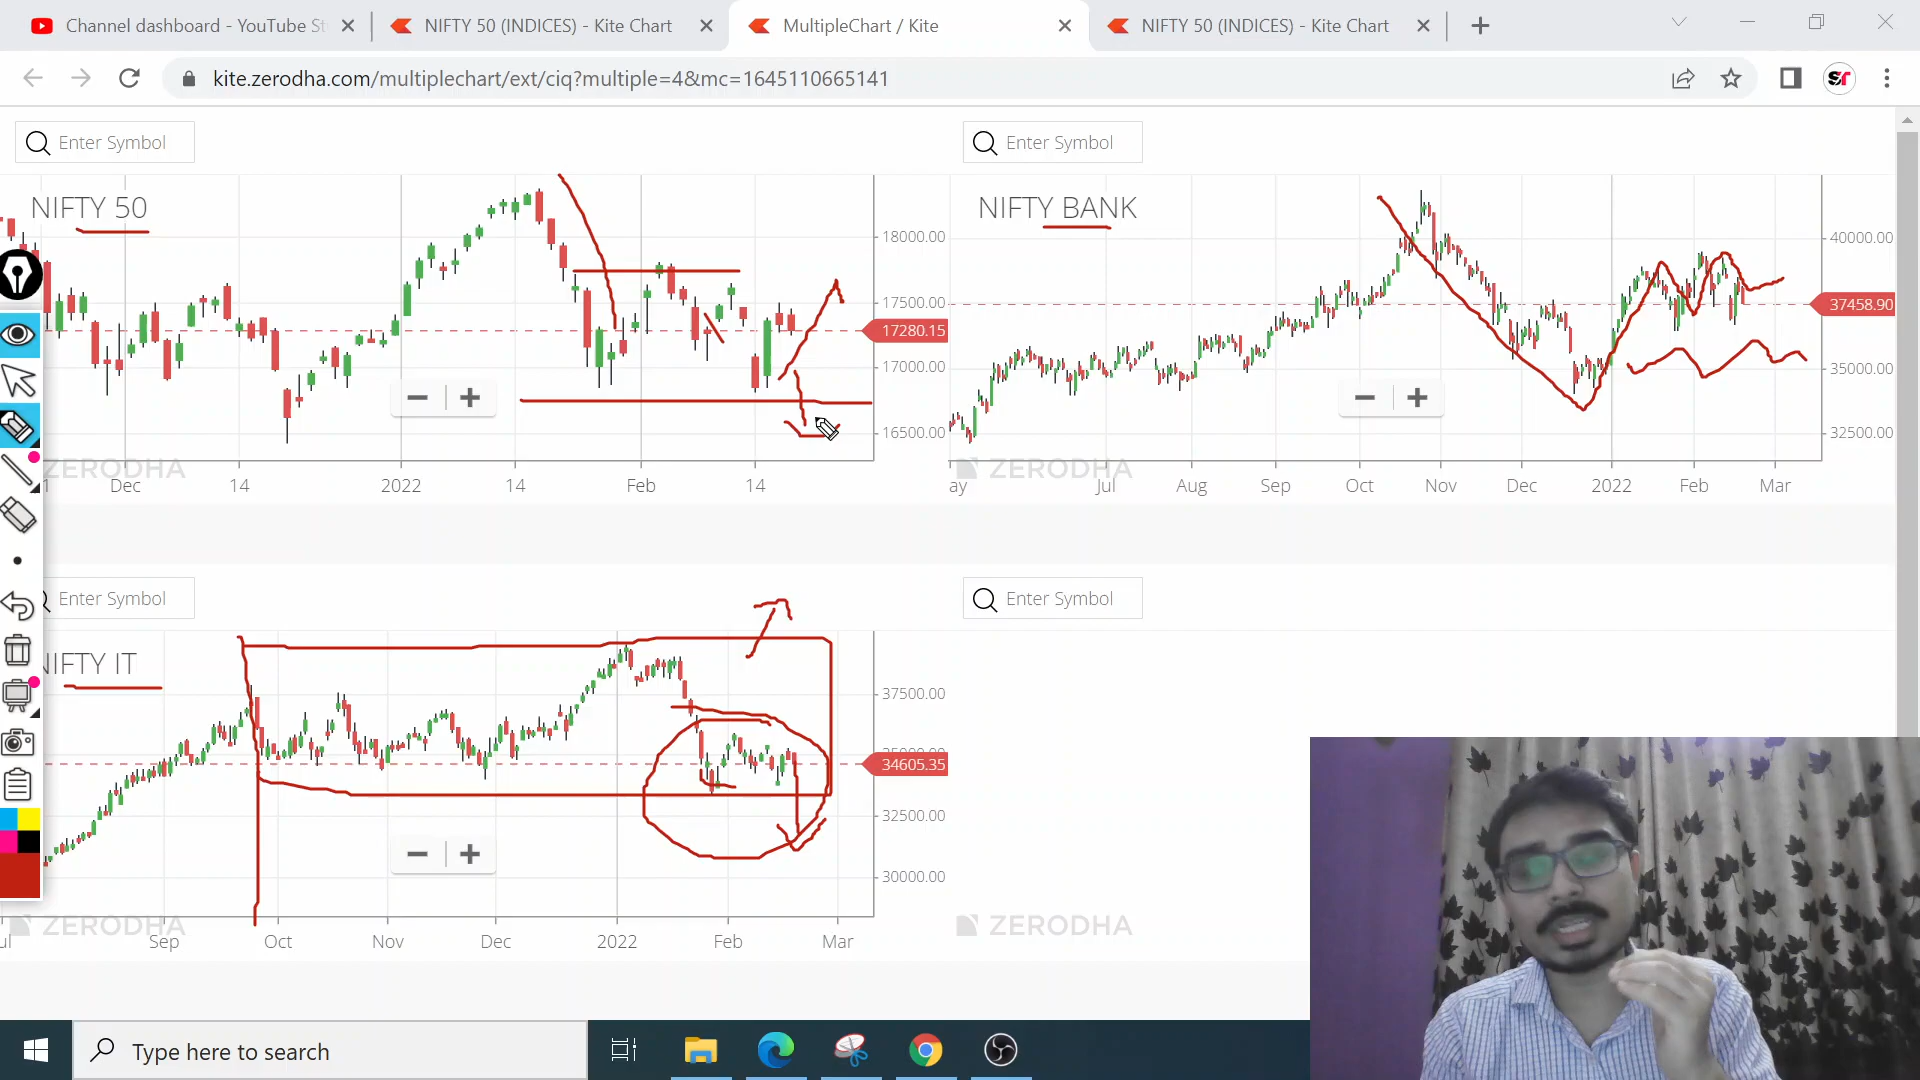 Channel dashboard - YouTube St
NIFTY 50 (INDICES) - Kite Chart
MultipleChart / Kite
NIFTY 50 (INDICES) - Kite Chart
kite.zerodha.com/multiplechart/ext/ciq?multiple=4&mc=1645110665141
sr
Enter Symbol
Enter Symbol
NIFTY 50
18000.00
17500.00
17280.15
17000.00
16500.00
ZERODHA
Dec 14 2022 14 Feb 14
NIFTY BANK
40000.00
37458.90
35000.00
32500.00
ZERODHA
ay Jul Aug Sep Oct Nov Dec 2022 Feb Mar
Enter Symbol
Enter Symbol
NIFTY IT
37500.00
35000.00
34605.35
32500.00
30000.00
ZERODHA
ul Sep Oct Nov Dec 2022 Feb Mar
ZERODHA
Type here to search